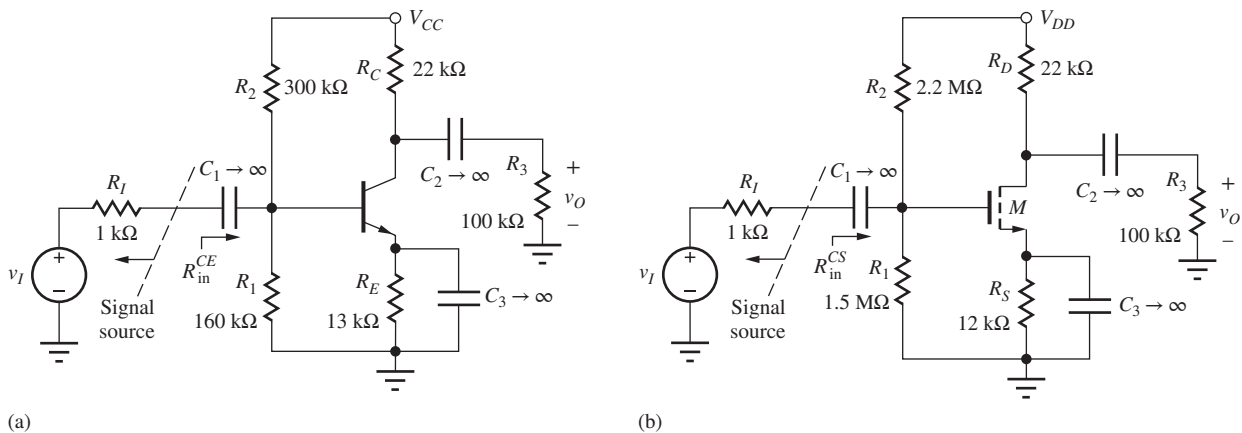 V_CC
R_C
22 kΩ
R_2
300 kΩ
C_1 → ∞
C_2 → ∞
R_3
+
v_O
−
100 kΩ
R_I
1 kΩ
R_in^CE
v_I
+
−
Signal
source
R_1
160 kΩ
R_E
13 kΩ
C_3 → ∞
(a)
V_DD
R_D
22 kΩ
R_2
2.2 MΩ
C_1 → ∞
M
C_2 → ∞
R_3
+
v_O
−
100 kΩ
R_I
1 kΩ
R_in^CS
v_I
+
−
Signal
source
R_1
1.5 MΩ
R_S
12 kΩ
C_3 → ∞
(b)